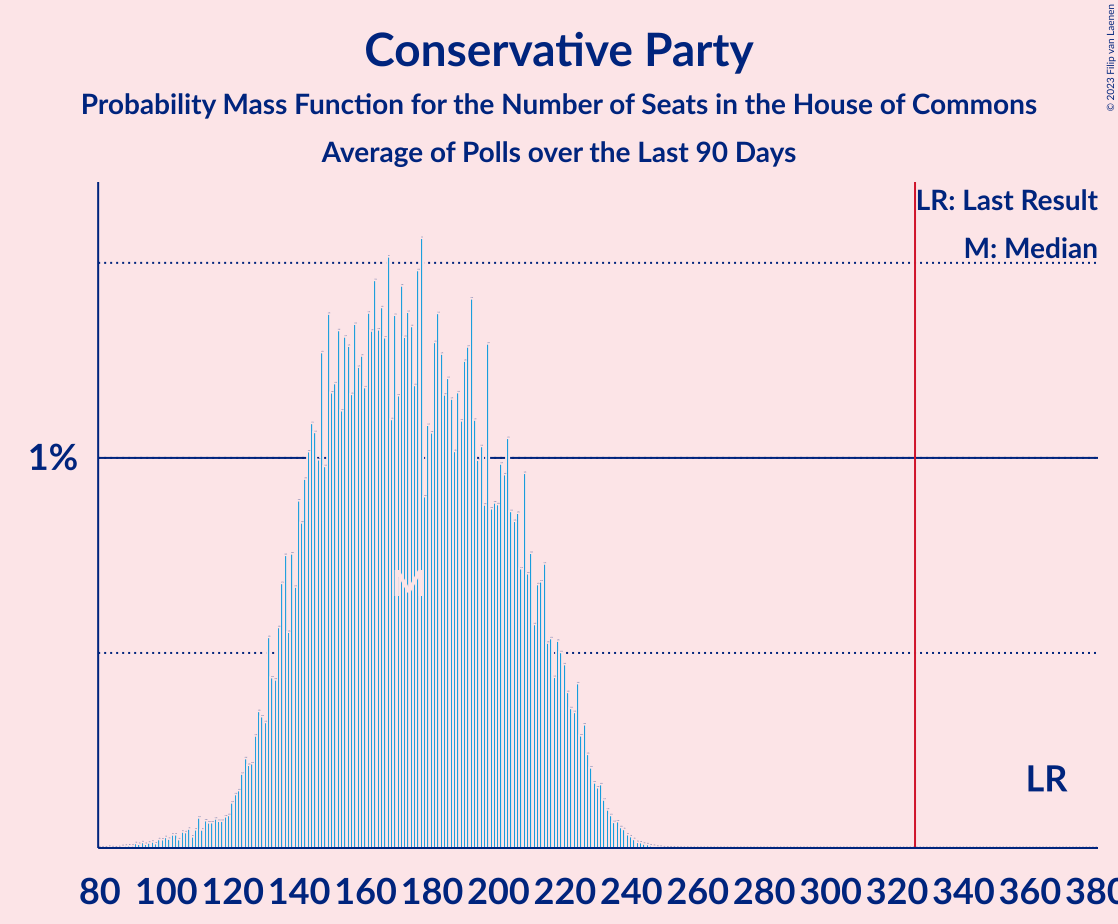 Conservative Party
Probability Mass Function for the Number of Seats in the House of Commons
Average of Polls over the Last 90 Days
© 2023 Filip van Laenen
LR: Last Result
M: Median
1%
M
LR
80 100 120 140 160 180 200 220 240 260 280 300 320 340 360 380